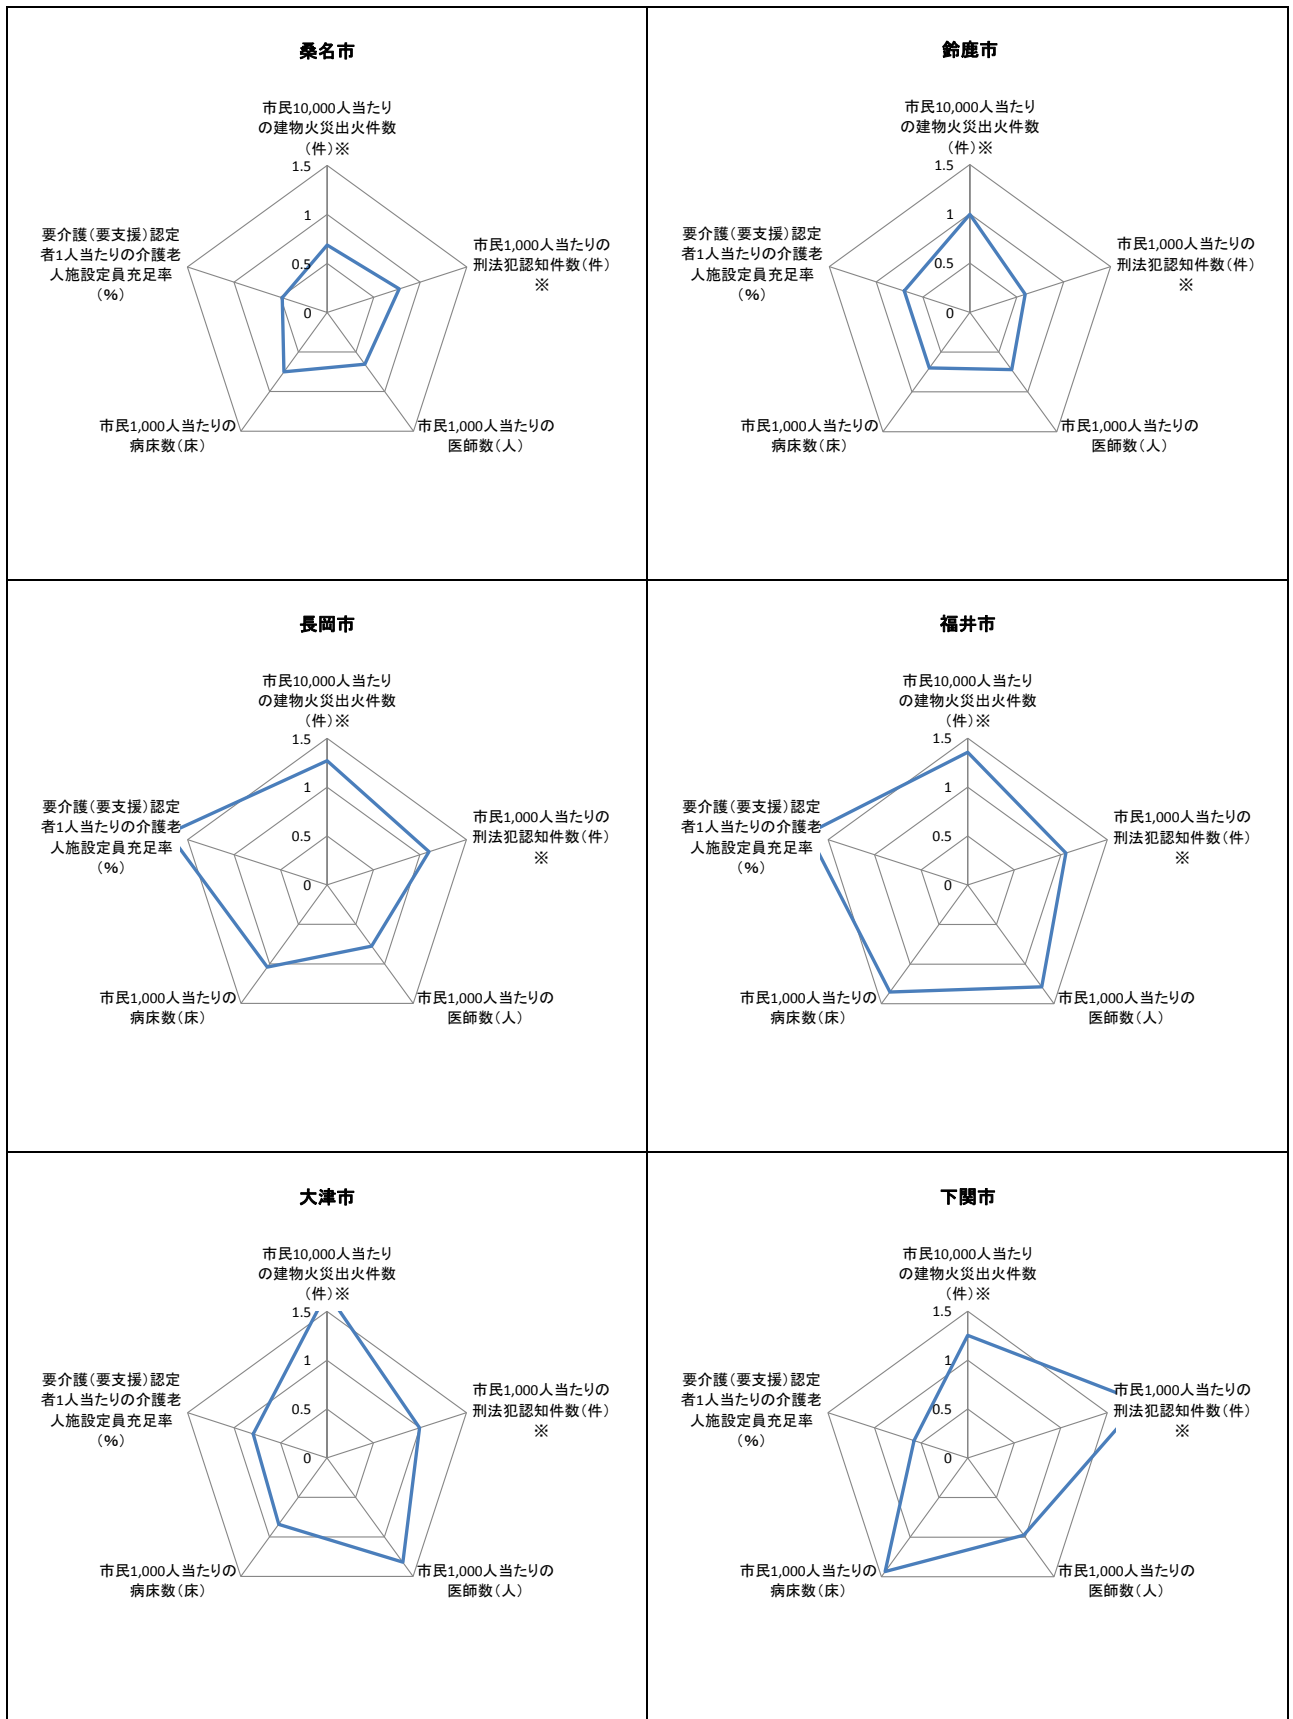 桑名市
市民10,000人当たり
の建物火災出火件数
(件)※
1.5
1
0.5
0
要介護(要支援)認定
者1人当たりの介護老
人施設定員充足率
(%)
市民1,000人当たりの
刑法犯認知件数(件)
※
市民1,000人当たりの
病床数(床)
市民1,000人当たりの
医師数(人)
鈴鹿市
市民10,000人当たり
の建物火災出火件数
(件)※
1.5
1
0.5
0
要介護(要支援)認定
者1人当たりの介護老
人施設定員充足率
(%)
市民1,000人当たりの
刑法犯認知件数(件)
※
市民1,000人当たりの
病床数(床)
市民1,000人当たりの
医師数(人)
長岡市
市民10,000人当たり
の建物火災出火件数
(件)※
1.5
1
0.5
0
要介護(要支援)認定
者1人当たりの介護老
人施設定員充足率
(%)
市民1,000人当たりの
刑法犯認知件数(件)
※
市民1,000人当たりの
病床数(床)
市民1,000人当たりの
医師数(人)
福井市
市民10,000人当たり
の建物火災出火件数
(件)※
1.5
1
0.5
0
要介護(要支援)認定
者1人当たりの介護老
人施設定員充足率
(%)
市民1,000人当たりの
刑法犯認知件数(件)
※
市民1,000人当たりの
病床数(床)
市民1,000人当たりの
医師数(人)
大津市
市民10,000人当たり
の建物火災出火件数
(件)※
1.5
1
0.5
0
要介護(要支援)認定
者1人当たりの介護老
人施設定員充足率
(%)
市民1,000人当たりの
刑法犯認知件数(件)
※
市民1,000人当たりの
病床数(床)
市民1,000人当たりの
医師数(人)
下関市
市民10,000人当たり
の建物火災出火件数
(件)※
1.5
1
0.5
0
要介護(要支援)認定
者1人当たりの介護老
人施設定員充足率
(%)
市民1,000人当たりの
刑法犯認知件数(件)
※
市民1,000人当たりの
病床数(床)
市民1,000人当たりの
医師数(人)